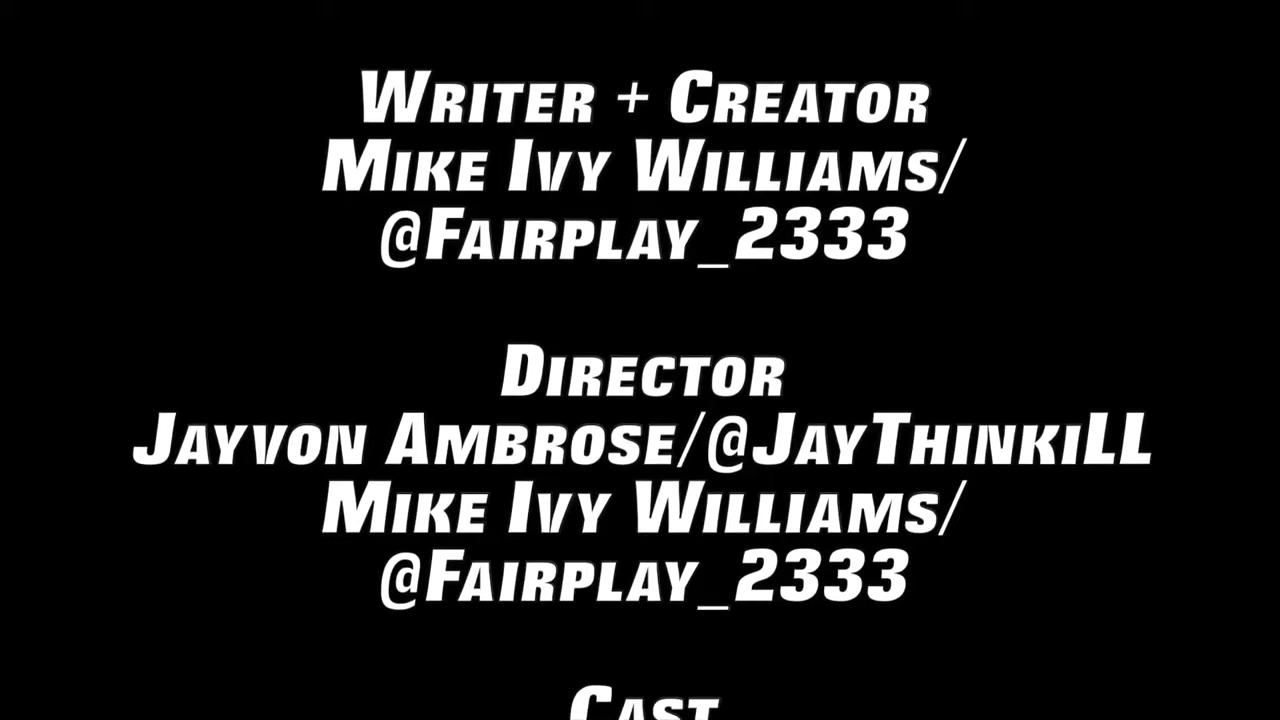 Writer + Creator
Mike Ivy Williams/
@Fairplay_2333
Director
Jayvon Ambrose/@JayThinkiLL
Mike Ivy Williams/
@Fairplay_2333
Cast